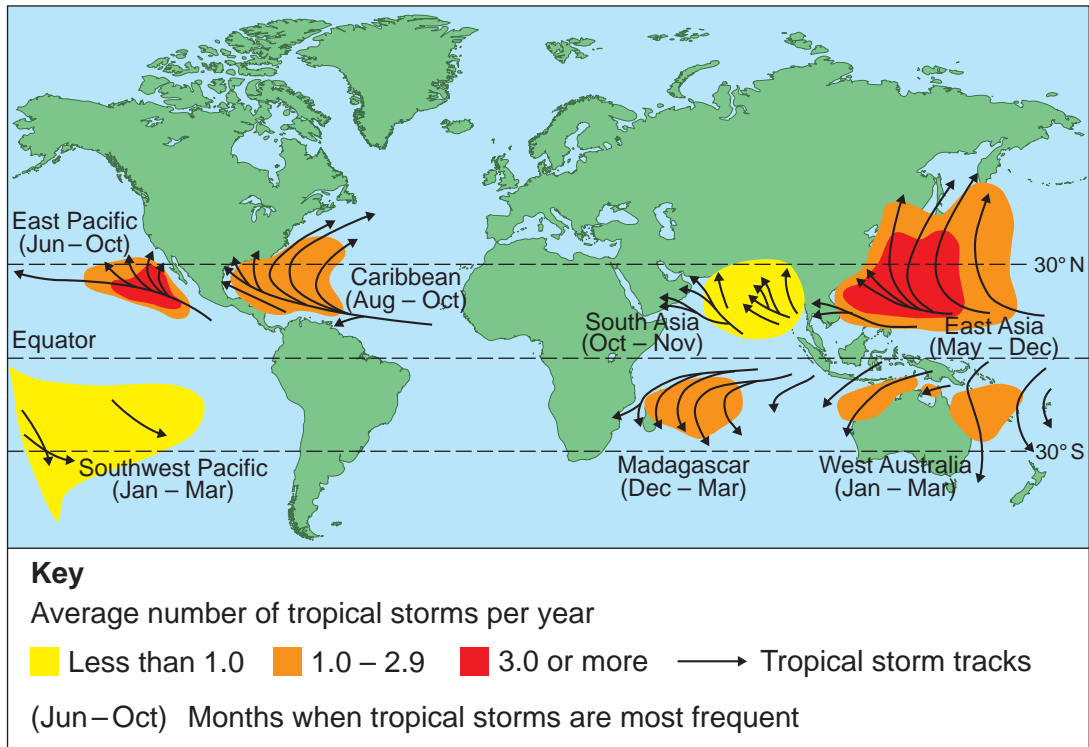 East Pacific
(Jun – Oct)
Caribbean
(Aug – Oct)
30° N
South Asia
(Oct – Nov)
East Asia
(May – Dec)
Equator
Southwest Pacific
(Jan – Mar)
Madagascar
(Dec – Mar)
West Australia
(Jan – Mar)
30° S
Key
Average number of tropical storms per year
Less than 1.0
1.0 – 2.9
3.0 or more
Tropical storm tracks
(Jun – Oct) Months when tropical storms are most frequent